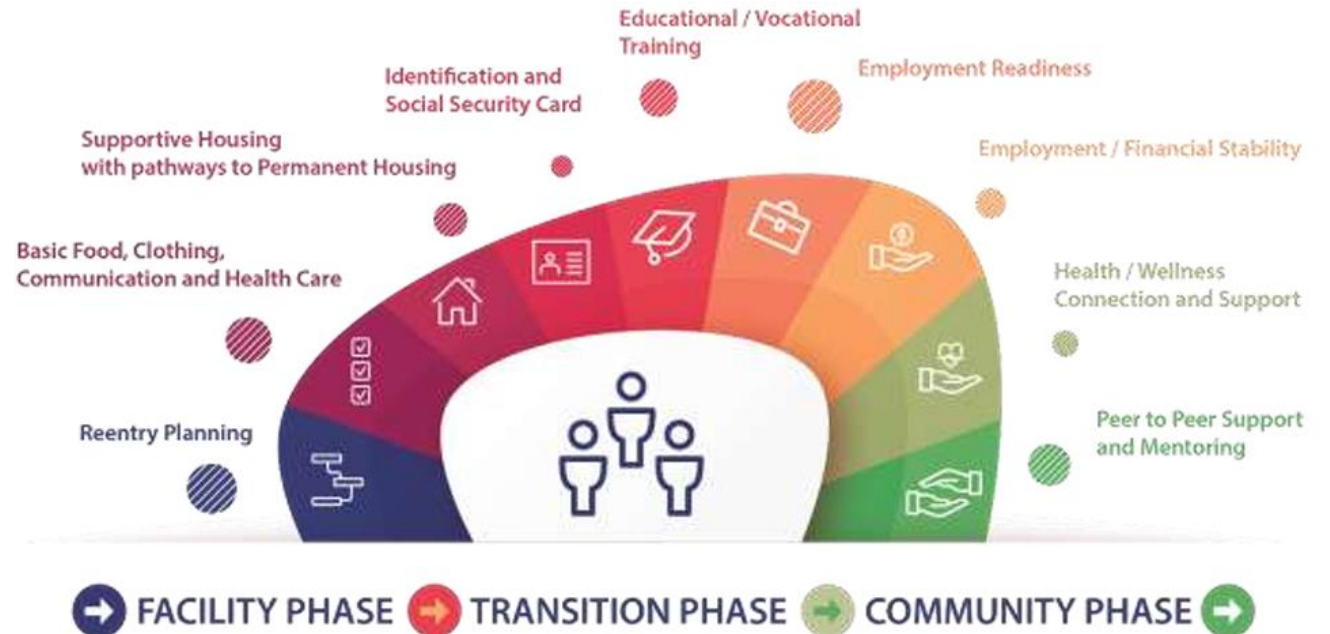 Reentry Planning
Basic Food, Clothing,
Communication and Health Care
Supportive Housing
with pathways to Permanent Housing
Identification and
Social Security Card
Educational / Vocational
Training
Employment Readiness
Employment / Financial Stability
Health / Wellness
Connection and Support
Peer to Peer Support
and Mentoring
FACILITY PHASE TRANSITION PHASE COMMUNITY PHASE